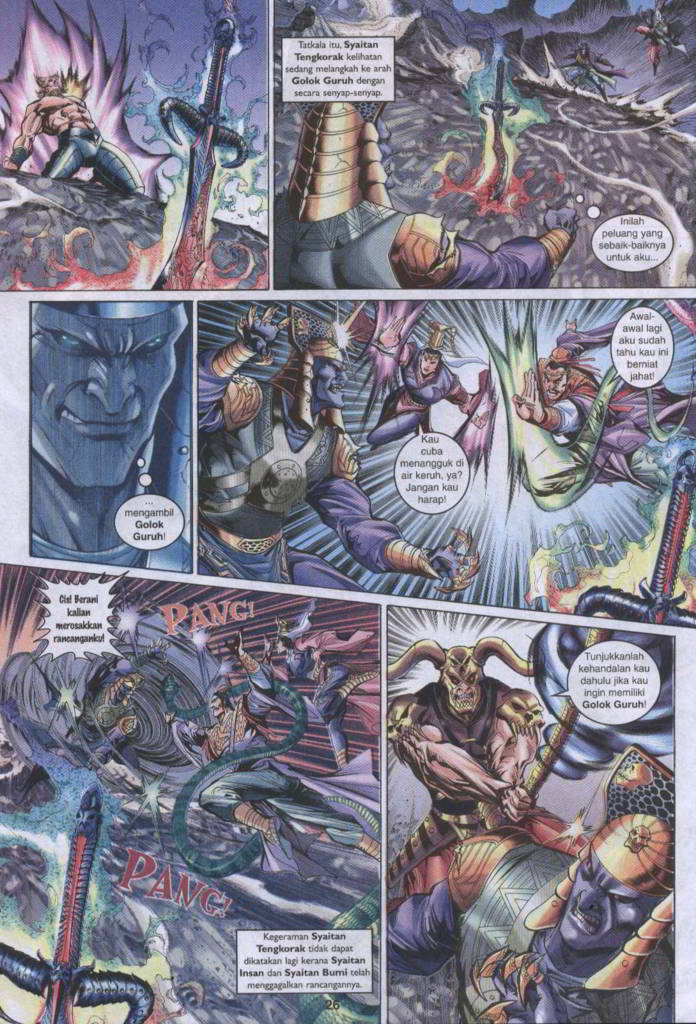 Tatkala itu, Syaitan
Tengkorak kelihatan
sedang melangkah ke arah
Golok Guruh dengan
secara senyap-senyap.
Inilah
peluang yang
sebaik-baiknya
untuk aku...
...
mengambil
Golok
Guruh!
Awal-
awal lagi
aku sudah
tahu kau ini
berniat
jahat!
Kau
cuba
menangguk di
air keruh, ya?
Jangan kau
harap!
Cis! Berani
kalian
merosakkan
rancanganku!
PANG!
PANG!
Kegeraman Syaitan
Tengkorak tidak dapat
dikatakan lagi kerana Syaitan
Insan dan Syaitan Bumi telah
menggagalkan rancangannya.
Tunjukkanlah
kehandalan kau
dahulu jika kau
ingin memiliki
Golok Guruh!
26